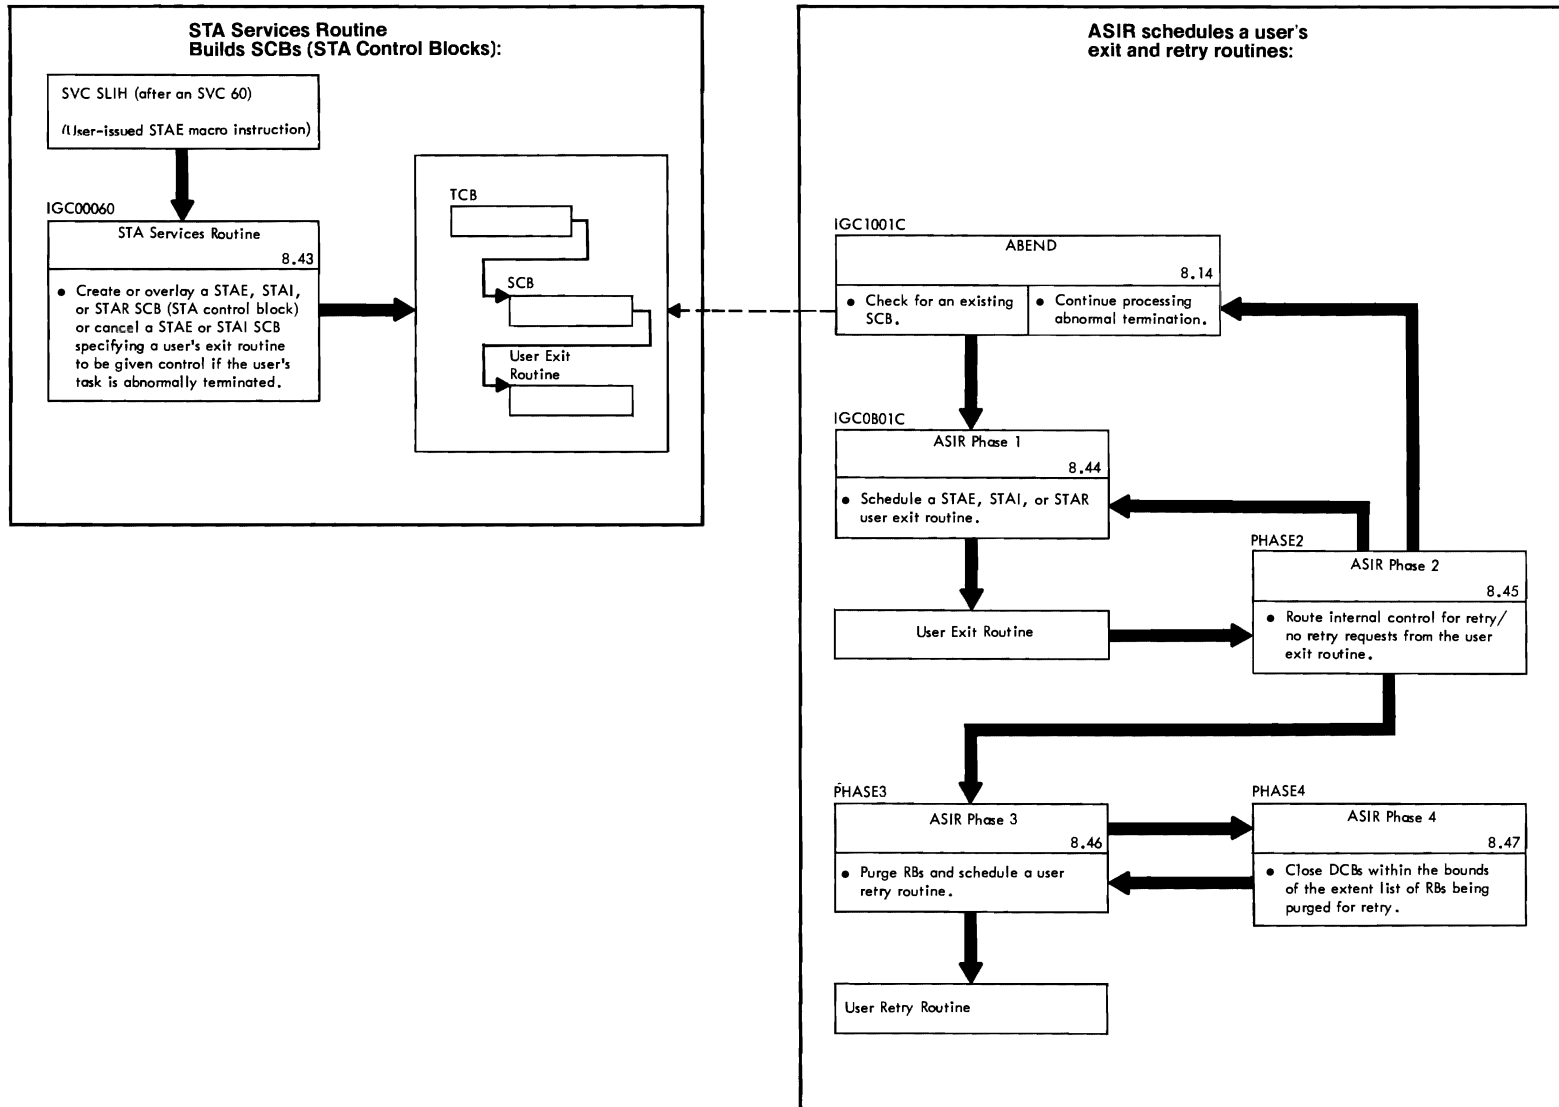 STA Services Routine
Builds SCBs (STA Control Blocks):
SVC SLIH (after an SVC 60)
(User-issued STAE macro instruction)
IGC00060
STA Services Routine
8.43
• Create or overlay a STAE, STAI,
or STAR SCB (STA control block)
or cancel a STAE or STAI SCB
specifying a user's exit routine
to be given control if the user's
task is abnormally terminated.
TCB
SCB
User Exit
Routine
ASIR schedules a user's
exit and retry routines:
IGC1001C
ABEND
8.14
• Check for an existing
SCB.
• Continue processing
abnormal termination.
IGC0B01C
ASIR Phase 1
8.44
• Schedule a STAE, STAI, or STAR
user exit routine.
User Exit Routine
PHASE2
ASIR Phase 2
8.45
• Route internal control for retry/
no retry requests from the user
exit routine.
PHASE3
ASIR Phase 3
8.46
• Purge RBs and schedule a user
retry routine.
PHASE4
ASIR Phase 4
8.47
• Close DCBs within the bounds
of the extent list of RBs being
purged for retry.
User Retry Routine